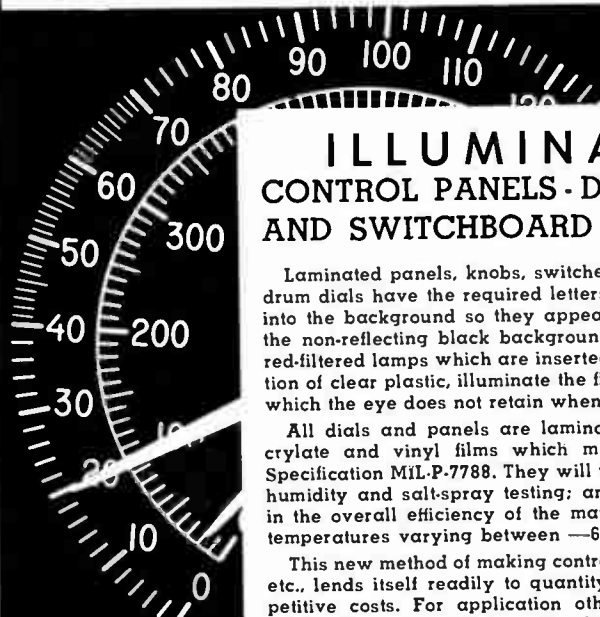 100
90
110
80
120
70
60
50
40
30
20
10
0
300
200
ILLUMINA
CONTROL PANELS - D
AND SWITCHBOARD
Laminated panels, knobs, switche
drum dials have the required letter
into the background so they appea
the non-reflecting black backgroun
red-filtered lamps which are inserte
tion of clear plastic, illuminate the f
which the eye does not retain when
All dials and panels are lamina
crylate and vinyl films which m
Specification MIL-P-7788. They will
humidity and salt-spray testing; an
in the overall efficiency of the ma
temperatures varying between —6
This new method of making contr
etc., lends itself readily to quantity
petitive costs. For application oth